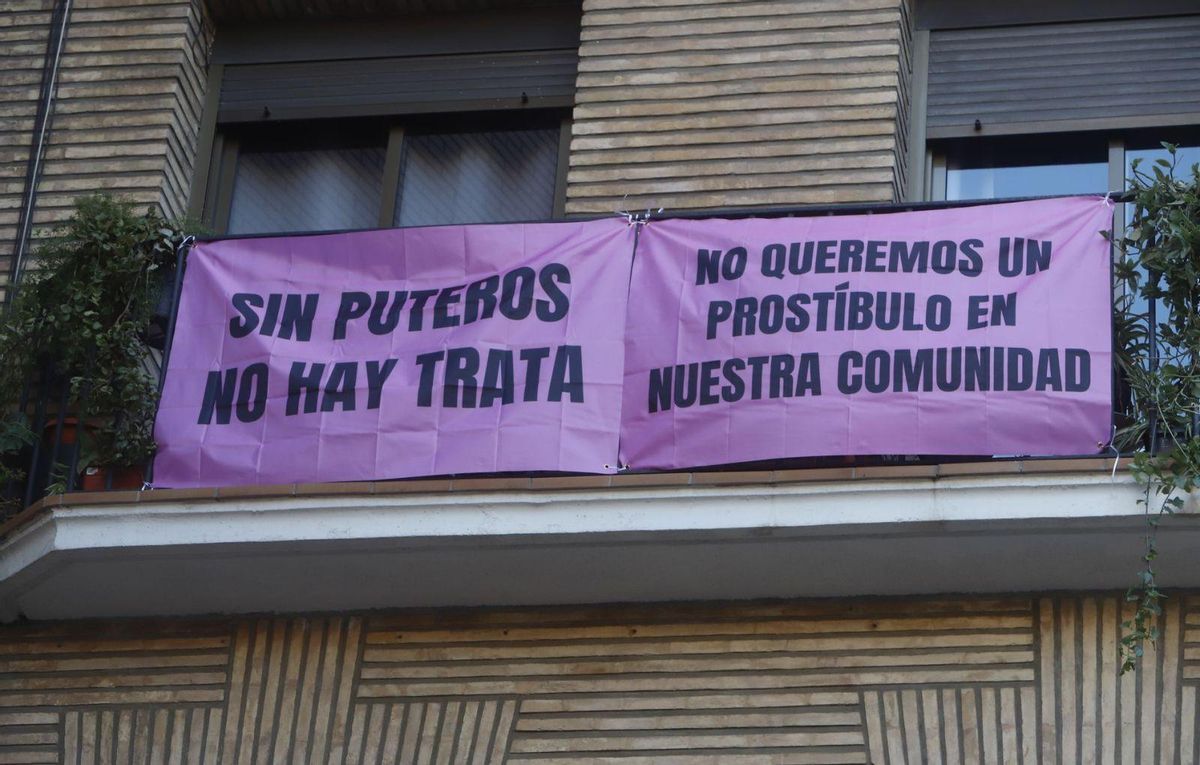 SIN PUTEROS
NO HAY TRATA
NO QUEREMOS UN
PROSTÍBULO EN
NUESTRA COMUNIDAD